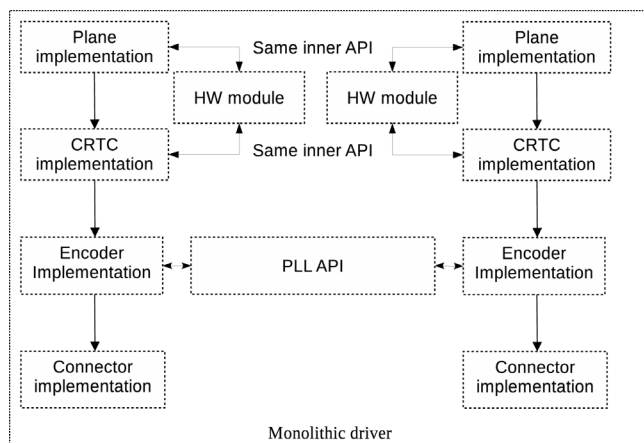 Plane
implementation
Same inner API
Plane
implementation
HW module
HW module
CRTC
implementation
Same inner API
CRTC
implementation
Encoder
Implementation
PLL API
Encoder
Implementation
Connector
implementation
Connector
implementation
Monolithic driver